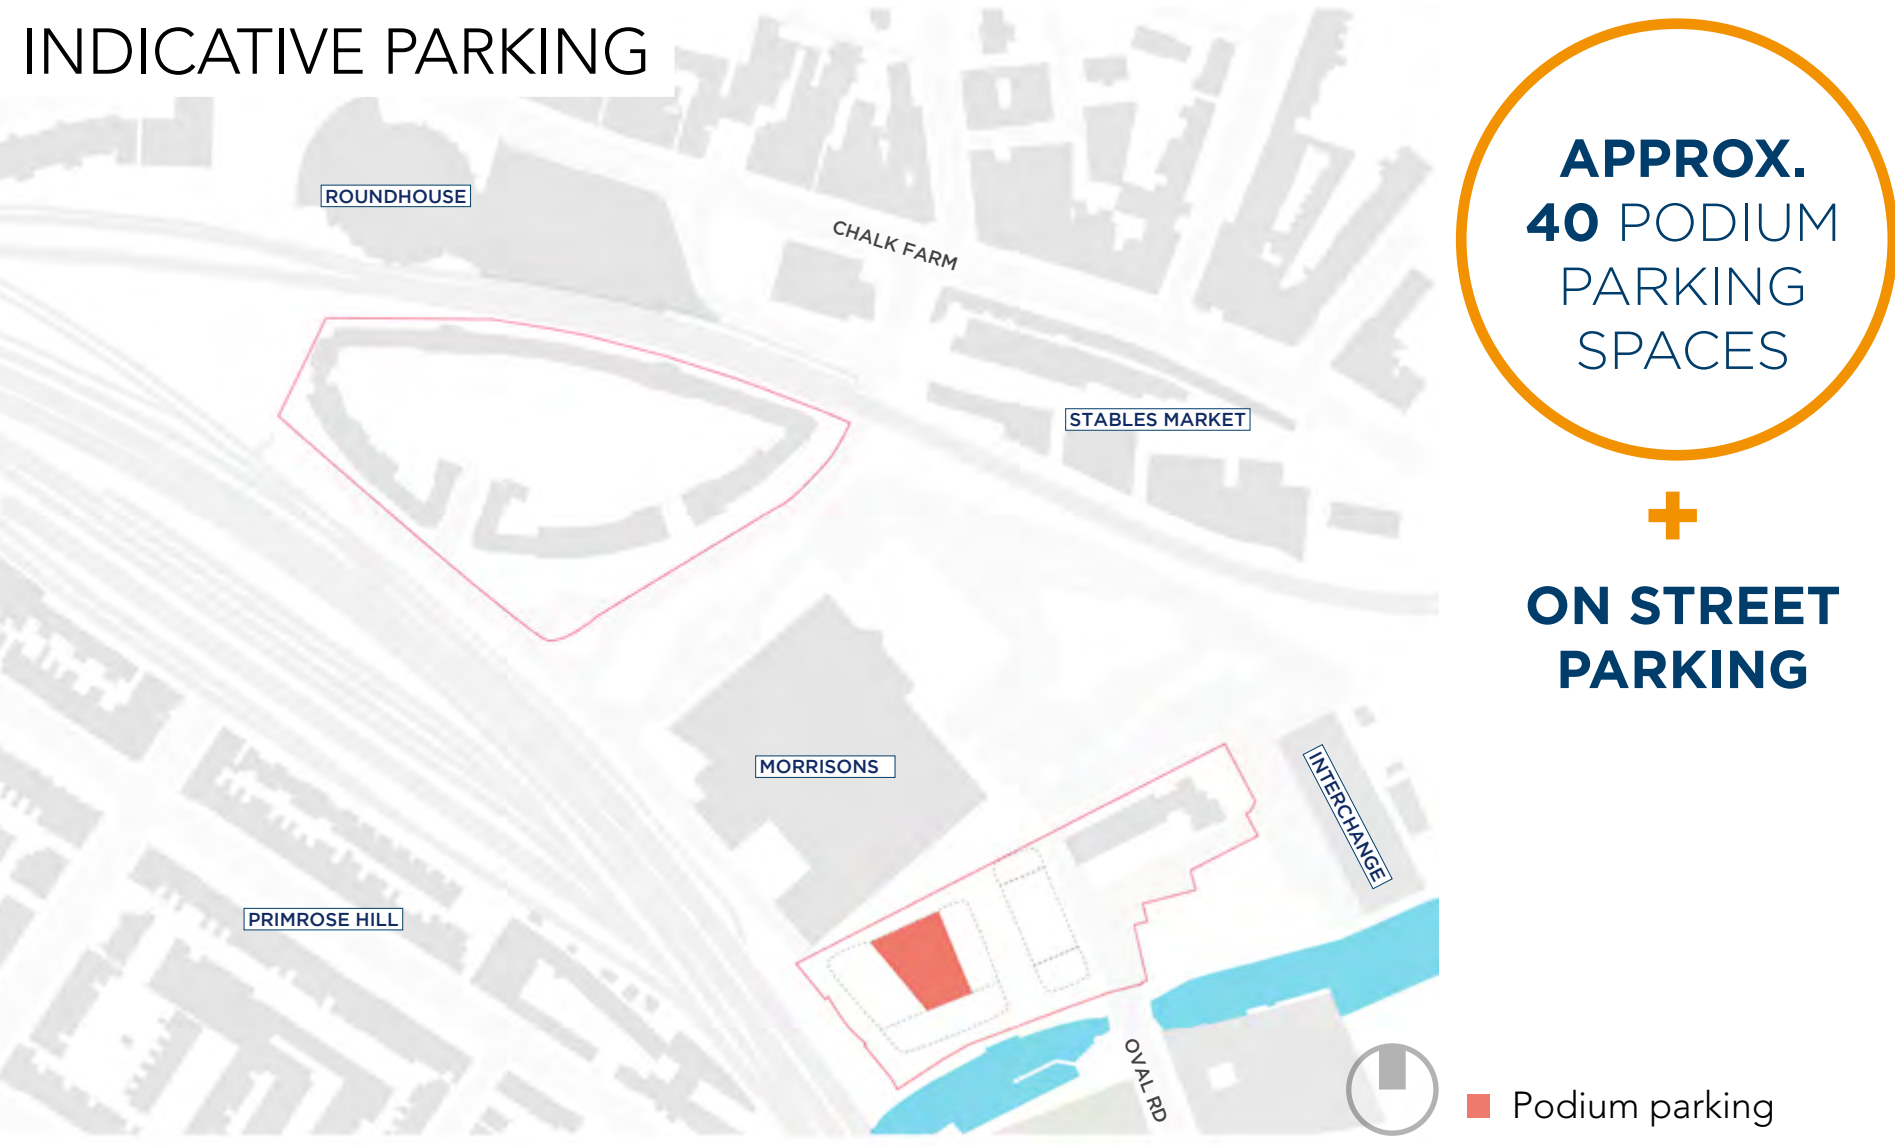 INDICATIVE PARKING
ROUNDHOUSE
CHALK FARM
STABLES MARKET
MORRISONS
INTERCHANGE
PRIMROSE HILL
OVAL RD
APPROX.
40 PODIUM
PARKING
SPACES
+
ON STREET
PARKING
Podium parking